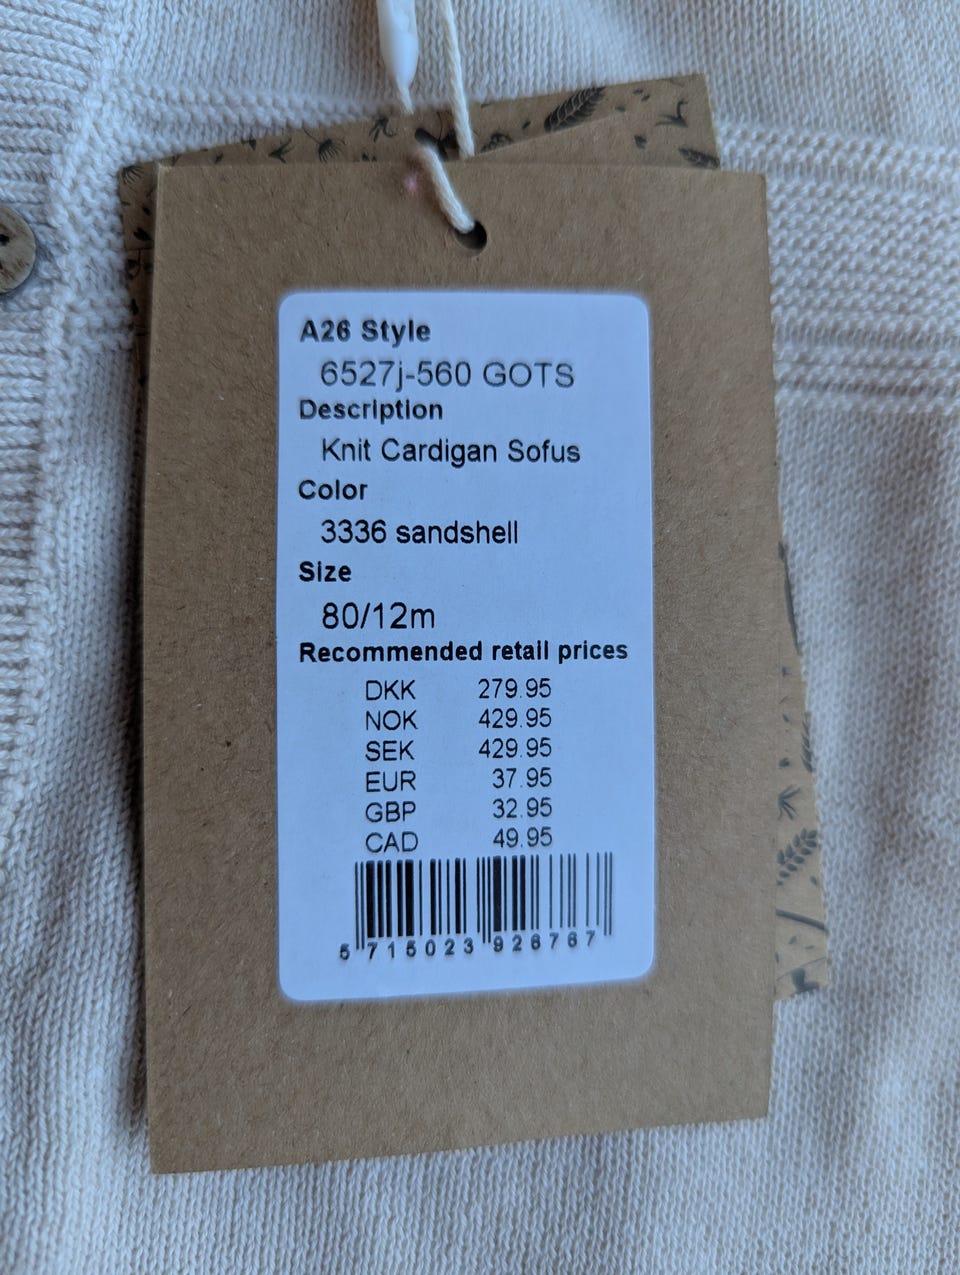 A26 Style
6527j-560 GOTS
Description
Knit Cardigan Sofus
Color
3336 sandshell
Size
80/12m
Recommended retail prices
DKK 279.95
NOK 429.95
SEK 429.95
EUR 37.95
GBP 32.95
CAD 49.95
5 715023 926767